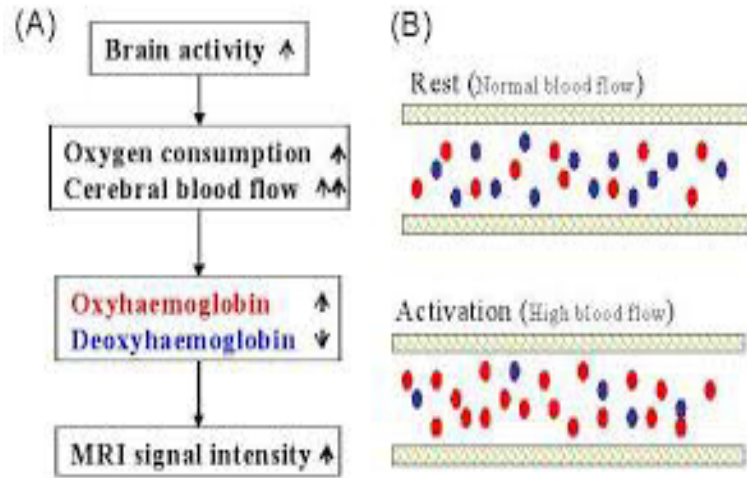 (A)
Brain activity ↑
Oxygen consumption ↑
Cerebral blood flow ↑↑
Oxyhaemoglobin ↑
Deoxyhaemoglobin ↓
MRI signal intensity ↑
(B)
Rest (Normal blood flow)
Activation (High blood flow)